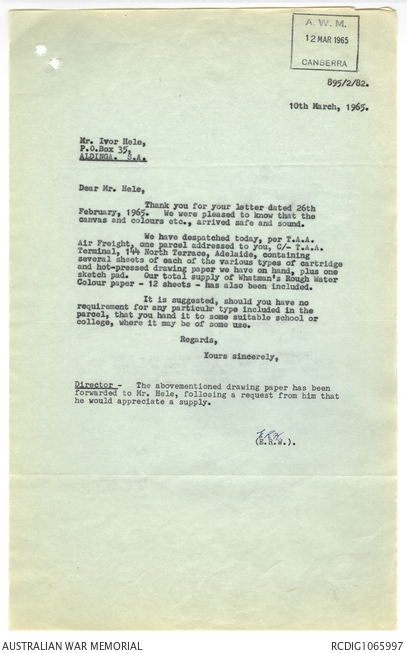 A. W. M.
12 MAR 1965
CANBERRA
895/2/82.
10th March, 1965.
Mr. Ivor Hele,
P.O.Box 35,
ALDINGA. S.A.
Dear Mr. Hele,
Thank you for your letter dated 26th
February, 1965. We were pleased to know that the
canvas and colours etc., arrived safe and sound.
We have despatched today, per T.A.A.
Air Freight, one parcel addressed to you, C/- T.A.A.
Terminal, 144 North Terrace, Adelaide, containing
several sheets of each of the various types of cartridge
and hot-pressed drawing paper we have on hand, plus one
sketch pad. Our total supply of Whatman's Rough Water
Colour paper - 12 sheets - has also been included.
It is suggested, should you have no
requirement for any particular type included in the
parcel, that you hand it to some suitable school or
college, where it may be of some use.
Regards,
Yours sincerely,
Director - The abovementioned drawing paper has been
forwarded to Mr. Hele, following a request from him that
he would appreciate a supply.
ERW
(E.R.W.).
AUSTRALIAN WAR MEMORIAL
RCDIG1065997